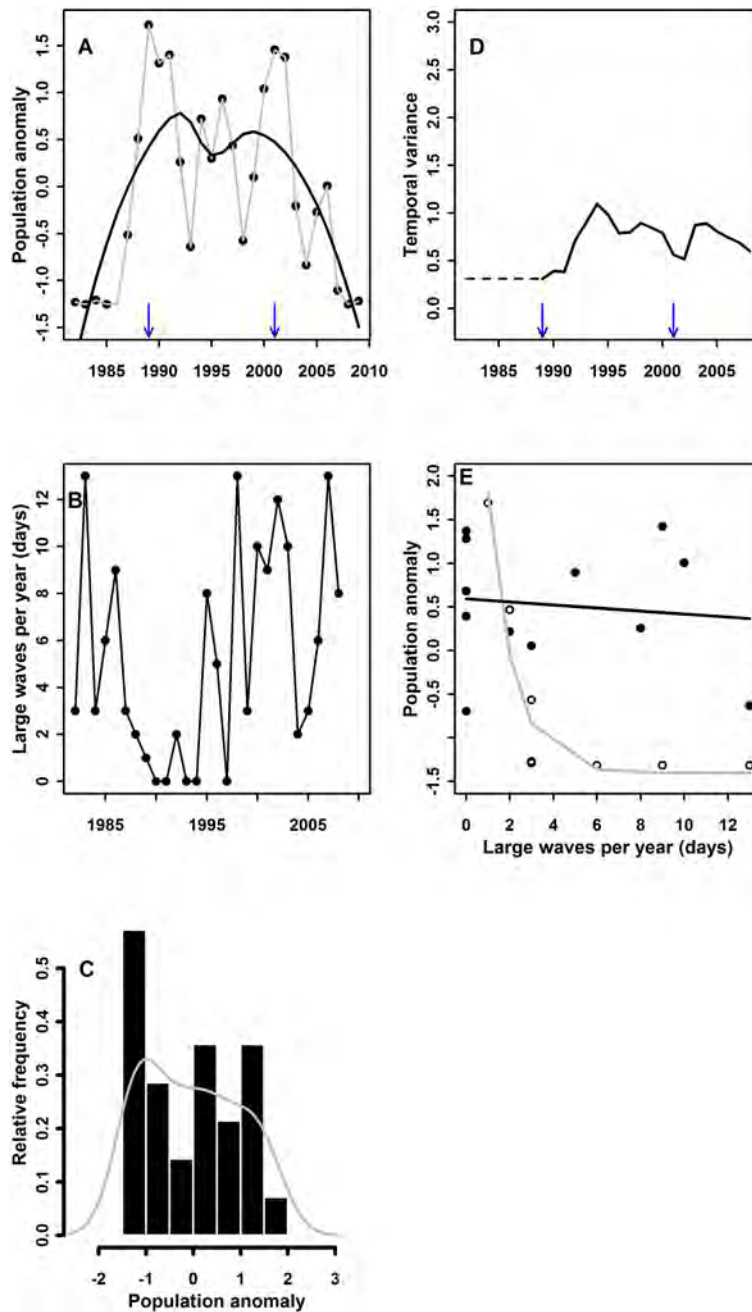 A
Population anomaly
1.5
1.0
0.5
0.0
-0.5
-1.0
-1.5
1985 1990 1995 2000 2005 2010
D
Temporal variance
3.0
2.5
2.0
1.5
1.0
0.5
0.0
1985 1990 1995 2000 2005
B
Large waves per year (days)
12
10
8
6
4
2
0
1985 1995 2005
E
Population anomaly
2.0
1.5
1.0
0.5
0.0
-0.5
-1.5
0 2 4 6 8 10 12
Large waves per year (days)
C
Relative frequency
0.5
0.4
0.3
0.2
0.1
0.0
-2 -1 0 1 2 3
Population anomaly